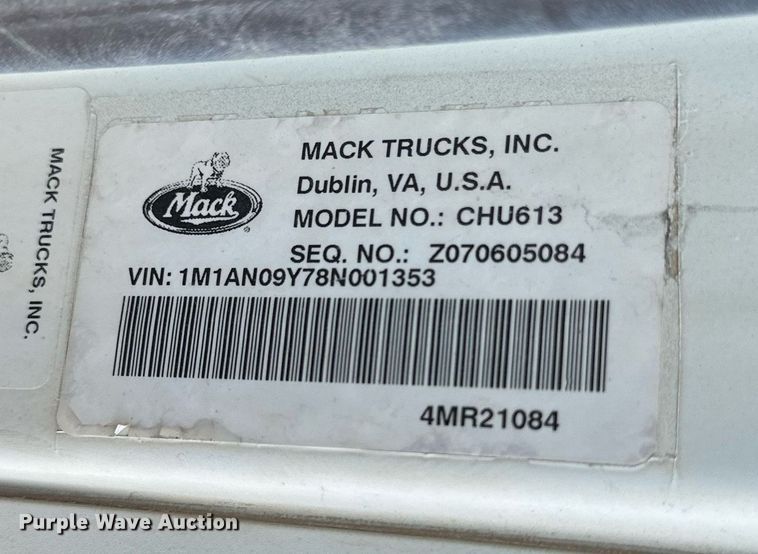 MACK TRUCKS, INC.
Mack
®
MACK TRUCKS, INC.
Dublin, VA, U.S.A.
MODEL NO.: CHU613
SEQ. NO.: Z070605084
VIN: 1M1AN09Y78N001353
4MR21084
Purple Wave Auction